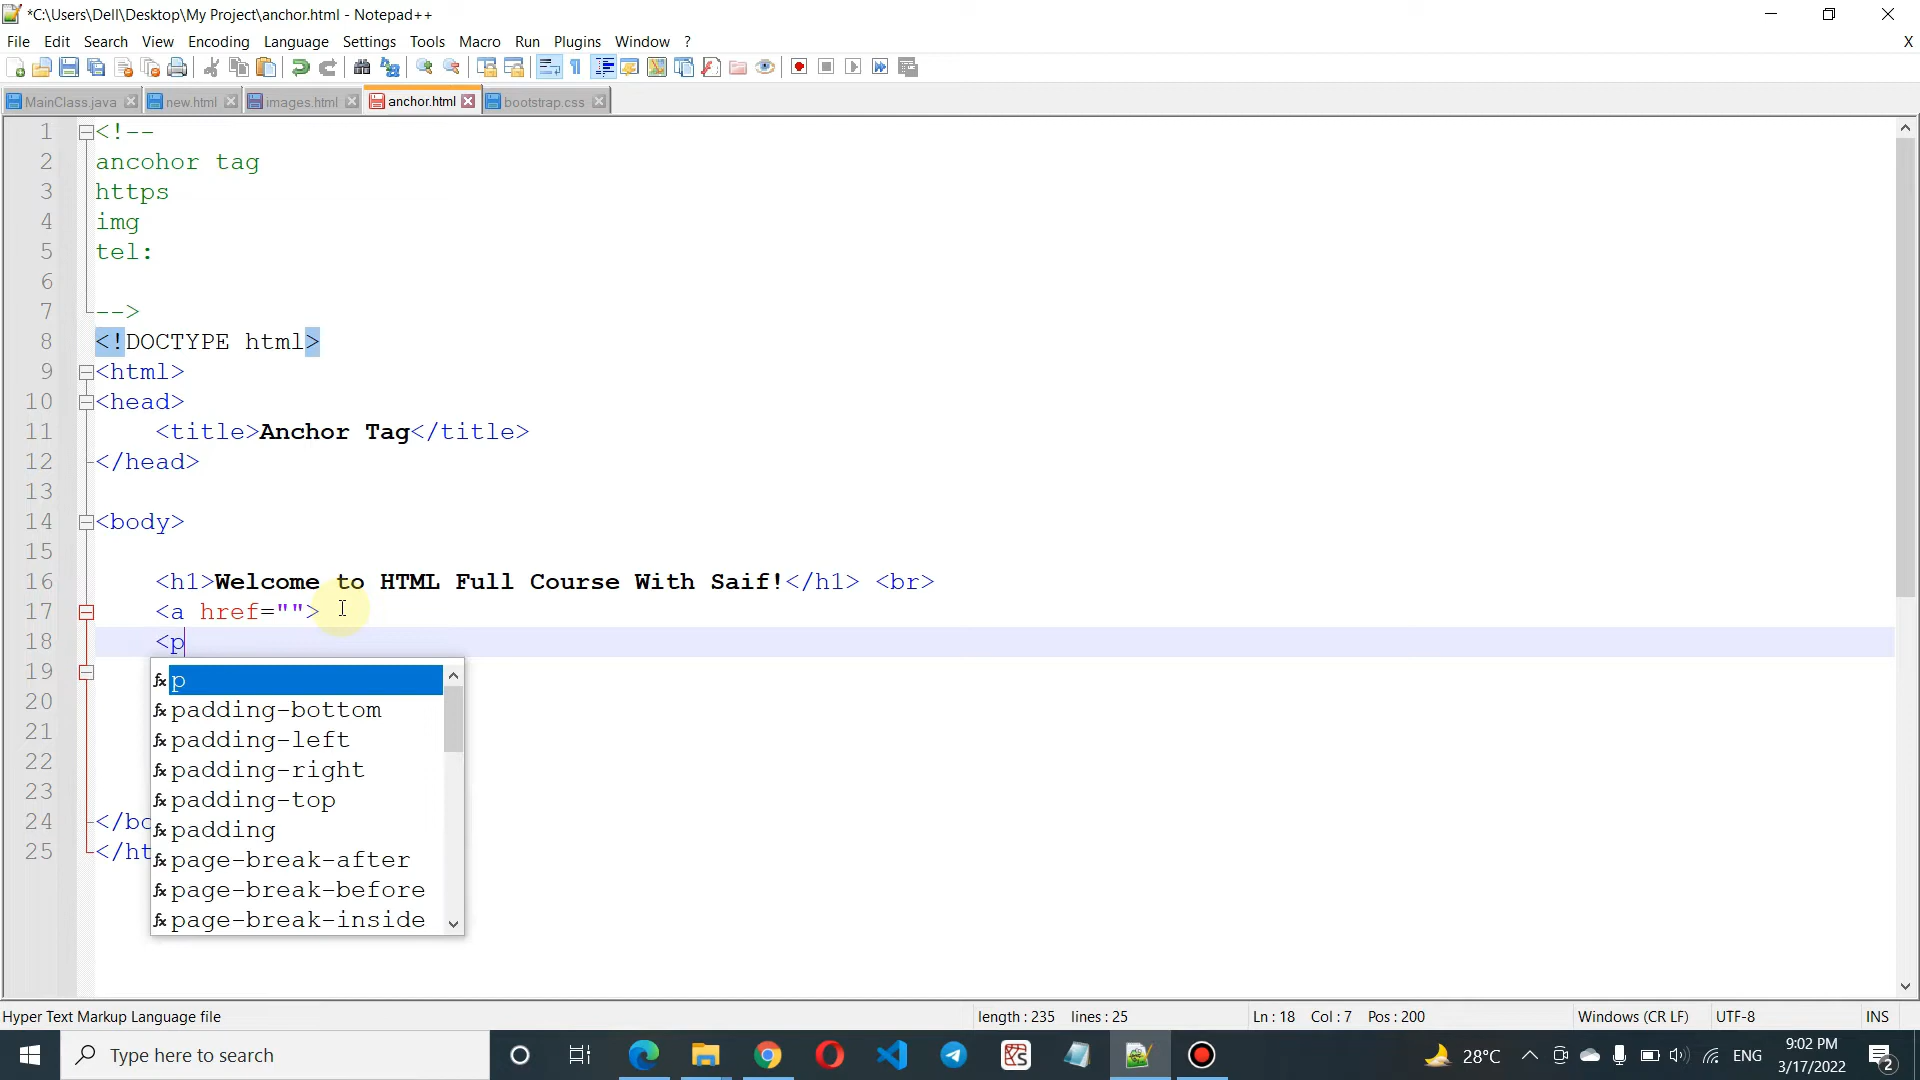 *C:\Users\Dell\Desktop\My Project\anchor.html - Notepad++
File Edit Search View Encoding Language Settings Tools Macro Run Plugins Window ? X
MainClass.java new.html images.html anchor.html bootstrap.css
1 <!--
2 ancohor tag
3 https
4 img
5 tel:
6
7 -->
8 <!DOCTYPE html>
9 <html>
10 <head>
11 <title>Anchor Tag</title>
12 </head>
13
14 <body>
15
16 <h1>Welcome to HTML Full Course With Saif!</h1> <br>
17 <a href="">
18 <p
19 p
20 padding-bottom
21 padding-left
22 padding-right
23 padding-top
24 </bo padding
25 </ht page-break-after
page-break-before
page-break-inside
Hyper Text Markup Language file length : 235 lines : 25 Ln : 18 Col : 7 Pos : 200 Windows (CR LF) UTF-8 INS
Type here to search 28°C ENG 9:02 PM
3/17/2022 2